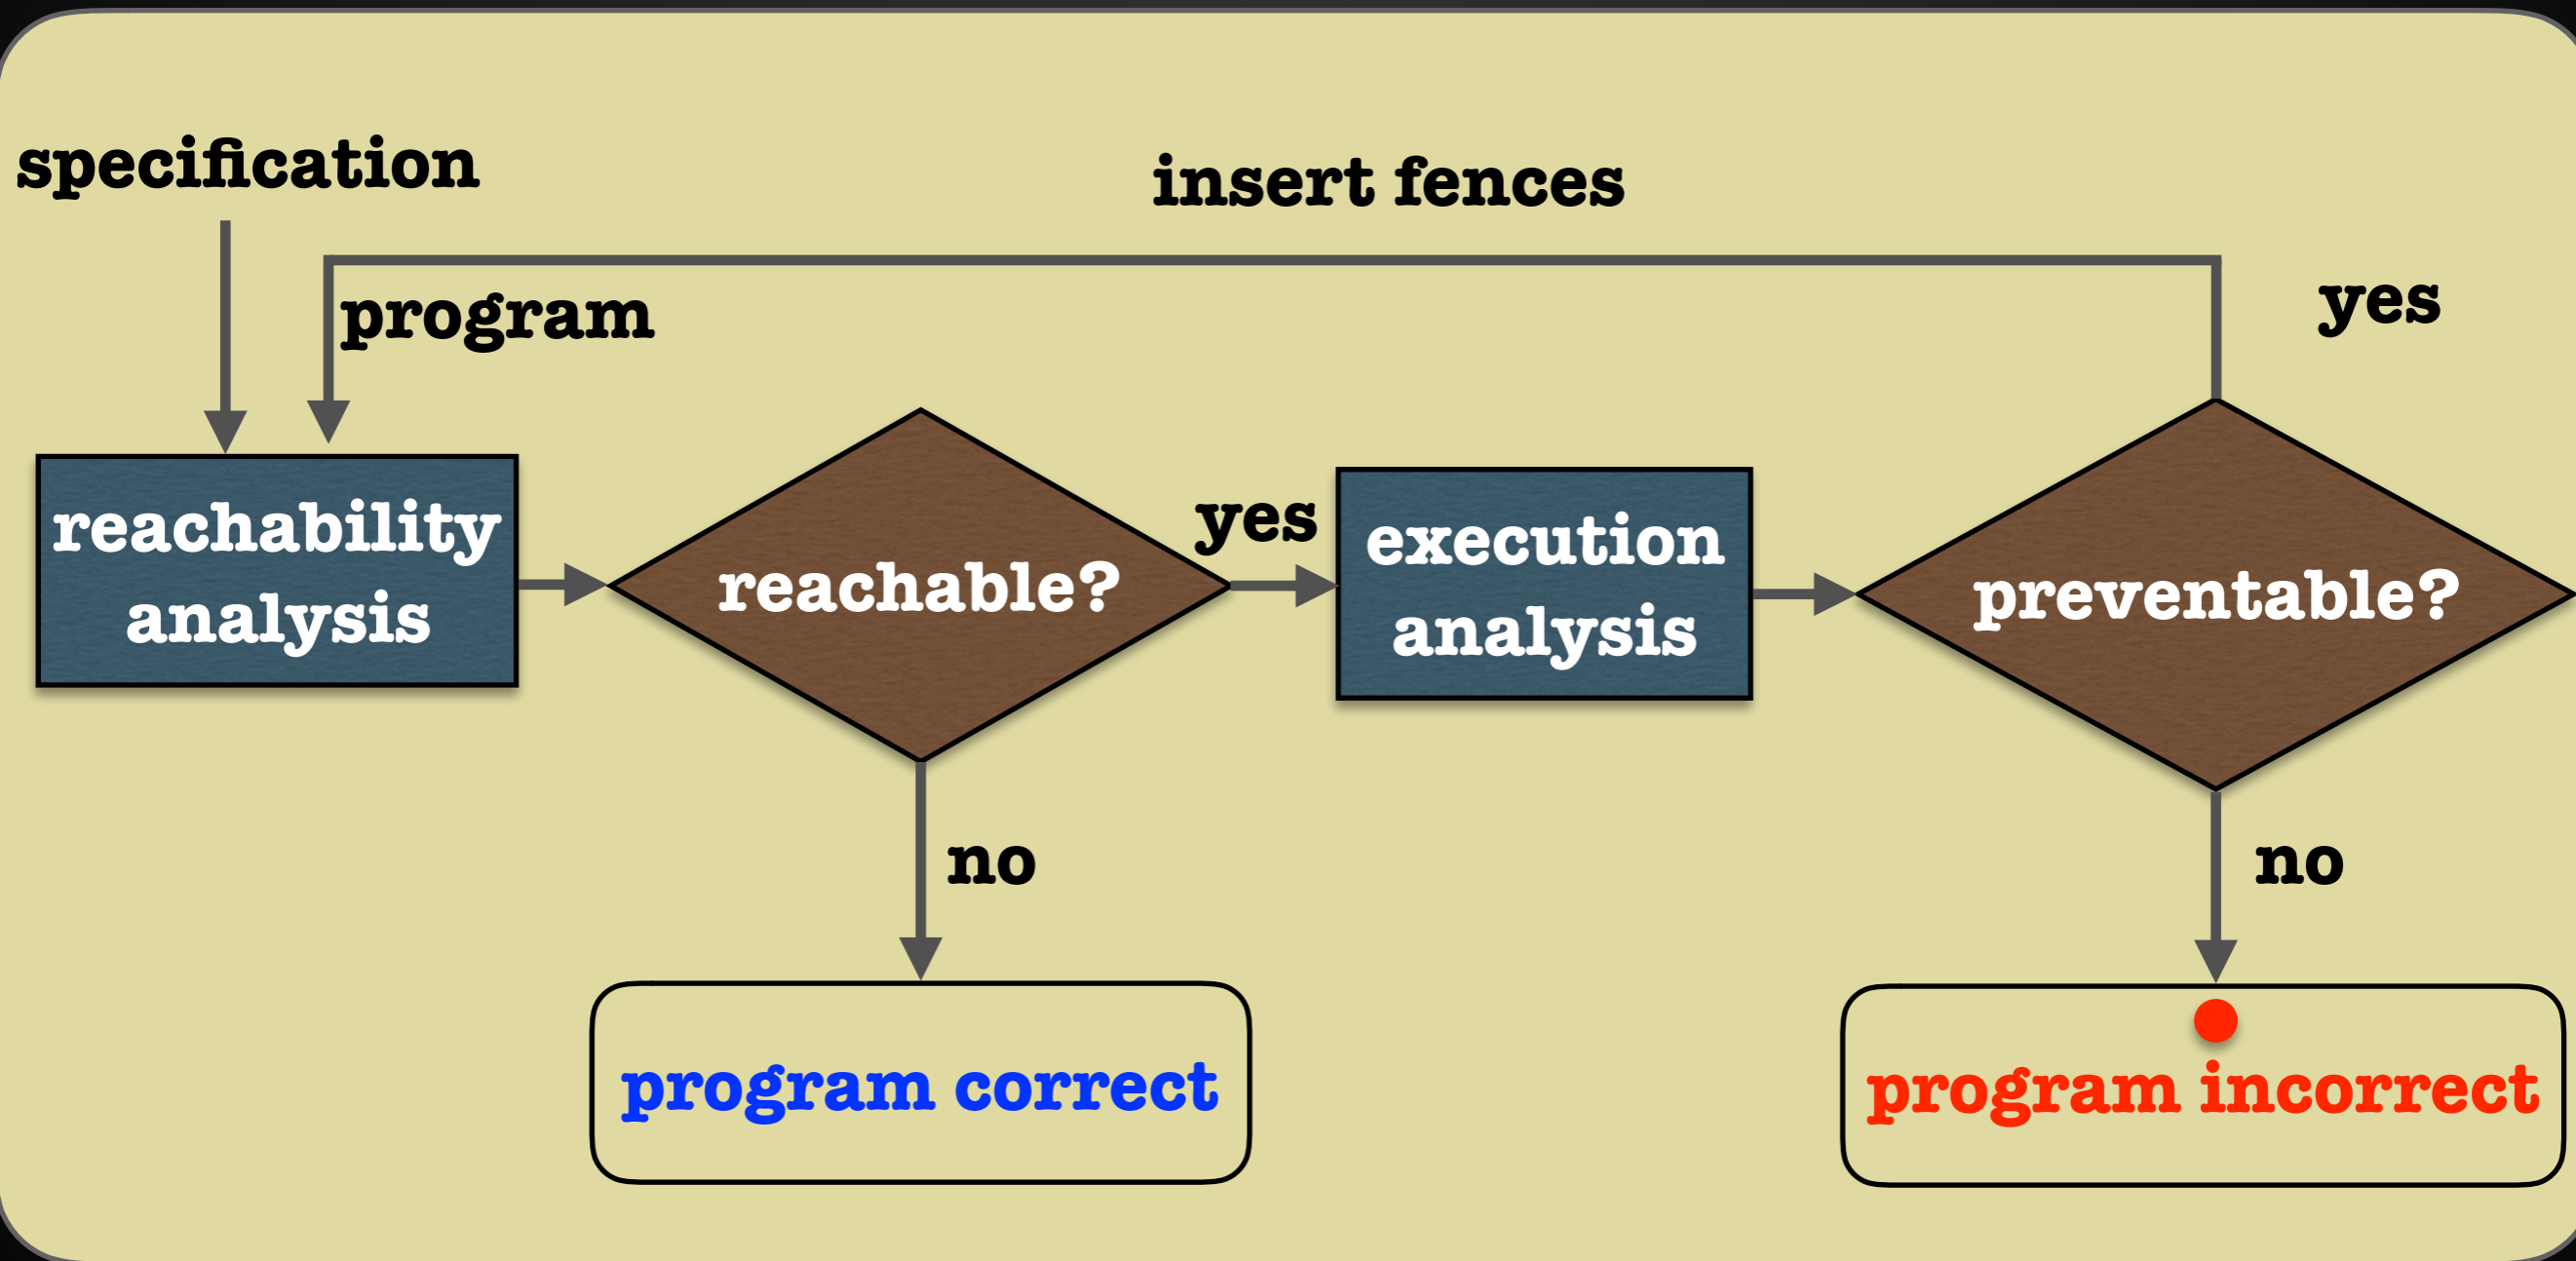 specification
insert fences
program
yes
reachability
analysis
reachable?
yes
execution
analysis
preventable?
no
no
program correct
program incorrect